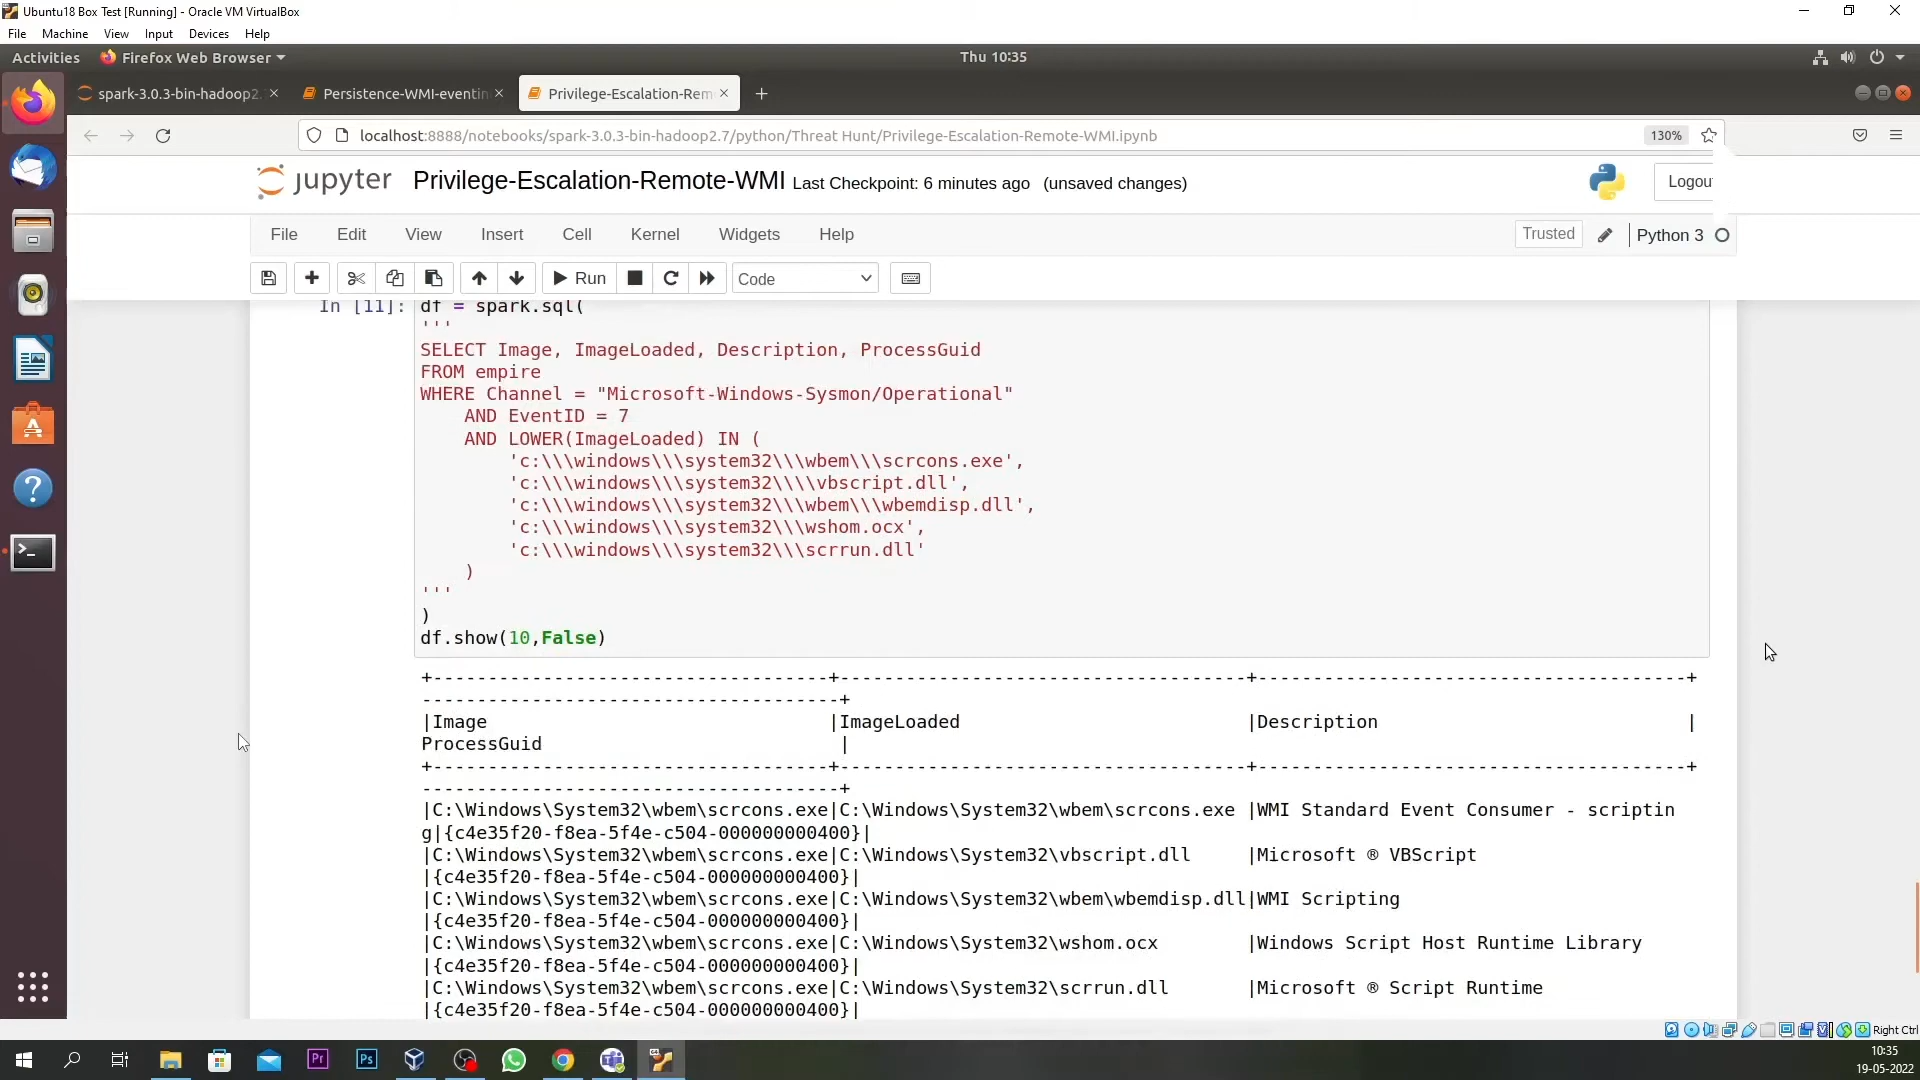 Ubuntu18 Box Test [Running] - Oracle VM VirtualBox
File Machine View Input Devices Help
Activities Firefox Web Browser Thu 10:35
spark-3.0.3-bin-hadoop2. Persistence-WMI-eventin Privilege-Escalation-Rem
localhost:8888/notebooks/spark-3.0.3-bin-hadoop2.7/python/Threat Hunt/Privilege-Escalation-Remote-WMI.ipynb 130%
jupyter Privilege-Escalation-Remote-WMI Last Checkpoint: 6 minutes ago (unsaved changes) Logout
File Edit View Insert Cell Kernel Widgets Help Trusted Python 3
Run Code
In [11]: df = spark.sql(
'''
SELECT Image, ImageLoaded, Description, ProcessGuid
FROM empire
WHERE Channel = "Microsoft-Windows-Sysmon/Operational"
AND EventID = 7
AND LOWER(ImageLoaded) IN (
'c:\\\windows\\\system32\\\wbem\\\scrcons.exe',
'c:\\\windows\\\system32\\\\vbscript.dll',
'c:\\\windows\\\system32\\\wbem\\\wbemdisp.dll',
'c:\\\windows\\\system32\\\wshom.ocx',
'c:\\\windows\\\system32\\\scrrun.dll'
)
'''
)
df.show(10,False)
+------------------------------------+-------------------------------------+---------------------------------------+
--------------------------------------+
|Image |ImageLoaded |Description |
ProcessGuid |
+------------------------------------+-------------------------------------+---------------------------------------+
--------------------------------------+
|C:\Windows\System32\wbem\scrcons.exe|C:\Windows\System32\wbem\scrcons.exe |WMI Standard Event Consumer - scriptin
g|{c4e35f20-f8ea-5f4e-c504-000000000400}|
|C:\Windows\System32\wbem\scrcons.exe|C:\Windows\System32\vbscript.dll |Microsoft ® VBScript
|{c4e35f20-f8ea-5f4e-c504-000000000400}|
|C:\Windows\System32\wbem\scrcons.exe|C:\Windows\System32\wbem\wbemdisp.dll|WMI Scripting
|{c4e35f20-f8ea-5f4e-c504-000000000400}|
|C:\Windows\System32\wbem\scrcons.exe|C:\Windows\System32\wshom.ocx |Windows Script Host Runtime Library
|{c4e35f20-f8ea-5f4e-c504-000000000400}|
|C:\Windows\System32\wbem\scrcons.exe|C:\Windows\System32\scrrun.dll |Microsoft ® Script Runtime
|{c4e35f20-f8ea-5f4e-c504-000000000400}|
Right Ctrl
Pr Ps
10:35
19-05-2022